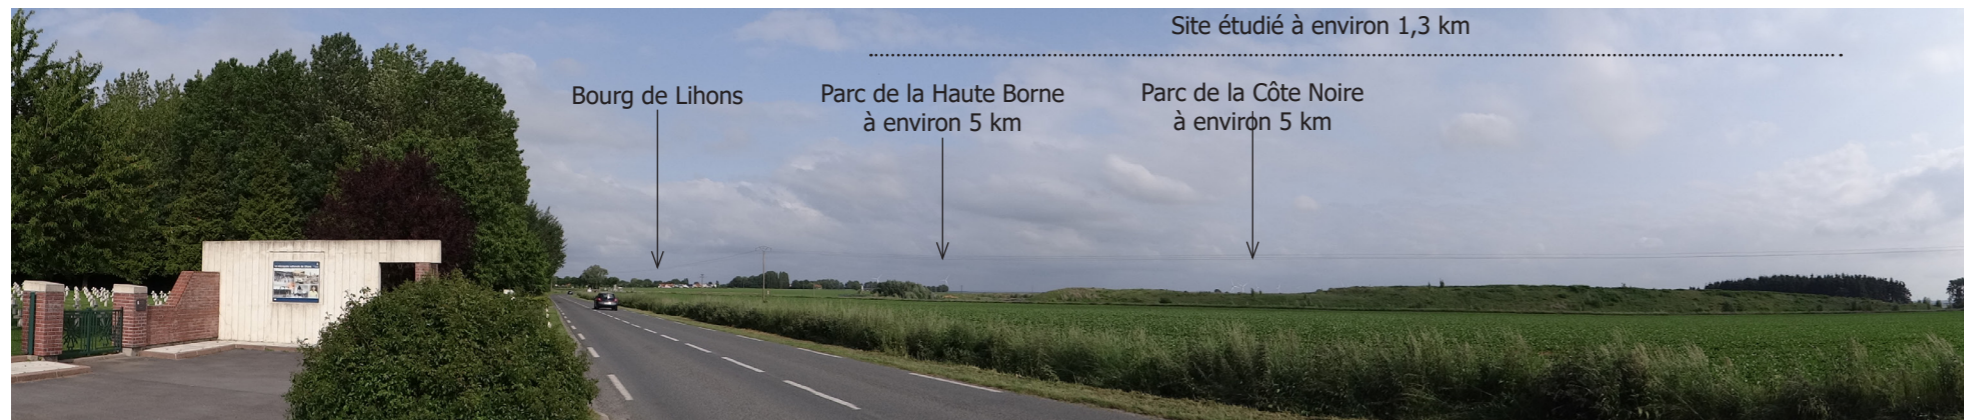 Site étudié à environ 1,3 km
Bourg de Lihons
Parc de la Haute Borne
à environ 5 km
Parc de la Côte Noire
à environ 5 km